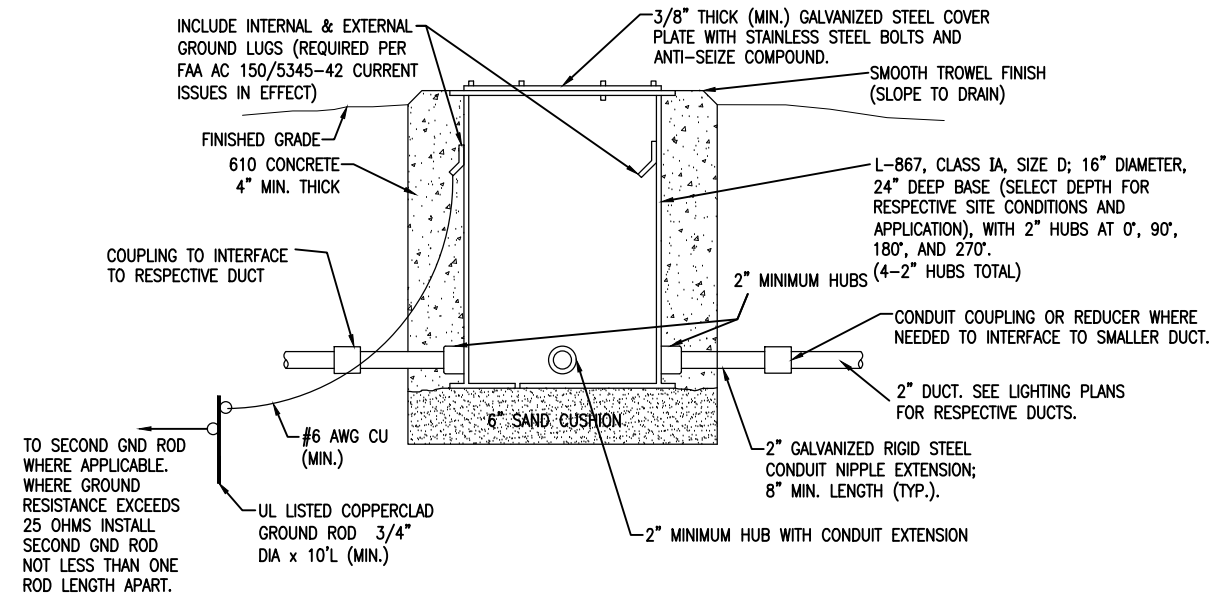 INCLUDE INTERNAL & EXTERNAL
GROUND LUGS (REQUIRED PER
FAA AC 150/5345-42 CURRENT
ISSUES IN EFFECT)
3/8" THICK (MIN.) GALVANIZED STEEL COVER
PLATE WITH STAINLESS STEEL BOLTS AND
ANTI-SEIZE COMPOUND.
SMOOTH TROWEL FINISH
(SLOPE TO DRAIN)
FINISHED GRADE
610 CONCRETE
4" MIN. THICK
L-867, CLASS IA, SIZE D; 16" DIAMETER,
24" DEEP BASE (SELECT DEPTH FOR
RESPECTIVE SITE CONDITIONS AND
APPLICATION), WITH 2" HUBS AT 0°, 90°,
180°, AND 270°.
(4-2" HUBS TOTAL)
COUPLING TO INTERFACE
TO RESPECTIVE DUCT
2" MINIMUM HUBS
CONDUIT COUPLING OR REDUCER WHERE
NEEDED TO INTERFACE TO SMALLER DUCT.
2" DUCT. SEE LIGHTING PLANS
FOR RESPECTIVE DUCTS.
6" SAND CUSHION
#6 AWG CU
(MIN.)
TO SECOND GND ROD
WHERE APPLICABLE.
WHERE GROUND
RESISTANCE EXCEEDS
25 OHMS INSTALL
SECOND GND ROD
NOT LESS THAN ONE
ROD LENGTH APART.
2" GALVANIZED RIGID STEEL
CONDUIT NIPPLE EXTENSION;
8" MIN. LENGTH (TYP.).
UL LISTED COPPERCLAD
GROUND ROD 3/4"
DIA x 10'L (MIN.)
2" MINIMUM HUB WITH CONDUIT EXTENSION